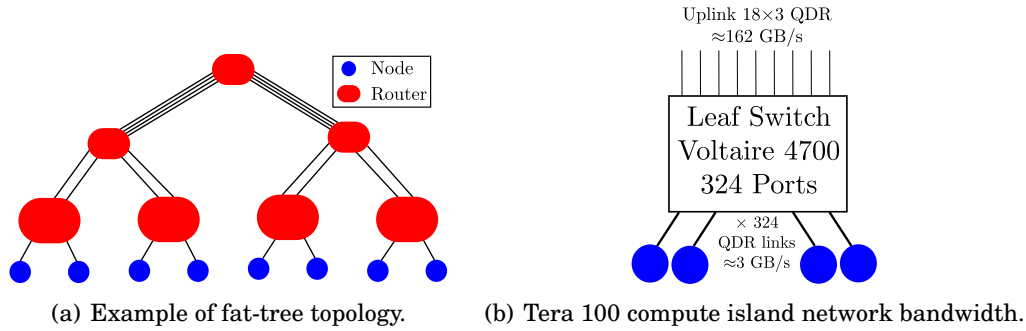 Node
Router
(a) Example of fat-tree topology.
Uplink 18×3 QDR
≈162 GB/s
Leaf Switch
Voltaire 4700
324 Ports
× 324
QDR links
≈3 GB/s
(b) Tera 100 compute island network bandwidth.